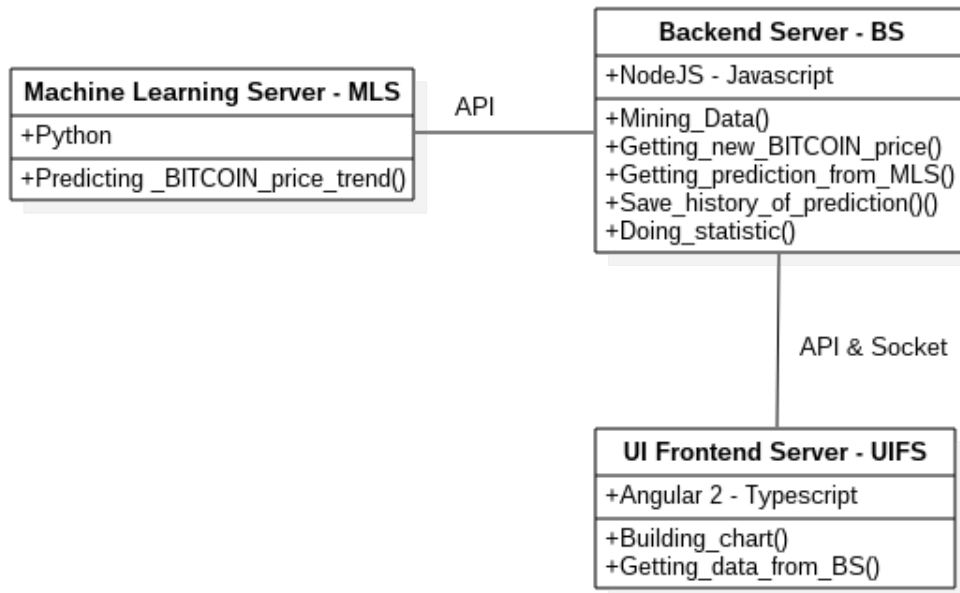 Backend Server - BS
+NodeJS - Javascript
+Mining_Data()
+Getting_new_BITCOIN_price()
+Getting_prediction_from_MLS()
+Save_history_of_prediction()()
+Doing_statistic()
Machine Learning Server - MLS
+Python
+Predicting _BITCOIN_price_trend()
API
API & Socket
UI Frontend Server - UIFS
+Angular 2 - Typescript
+Building_chart()
+Getting_data_from_BS()